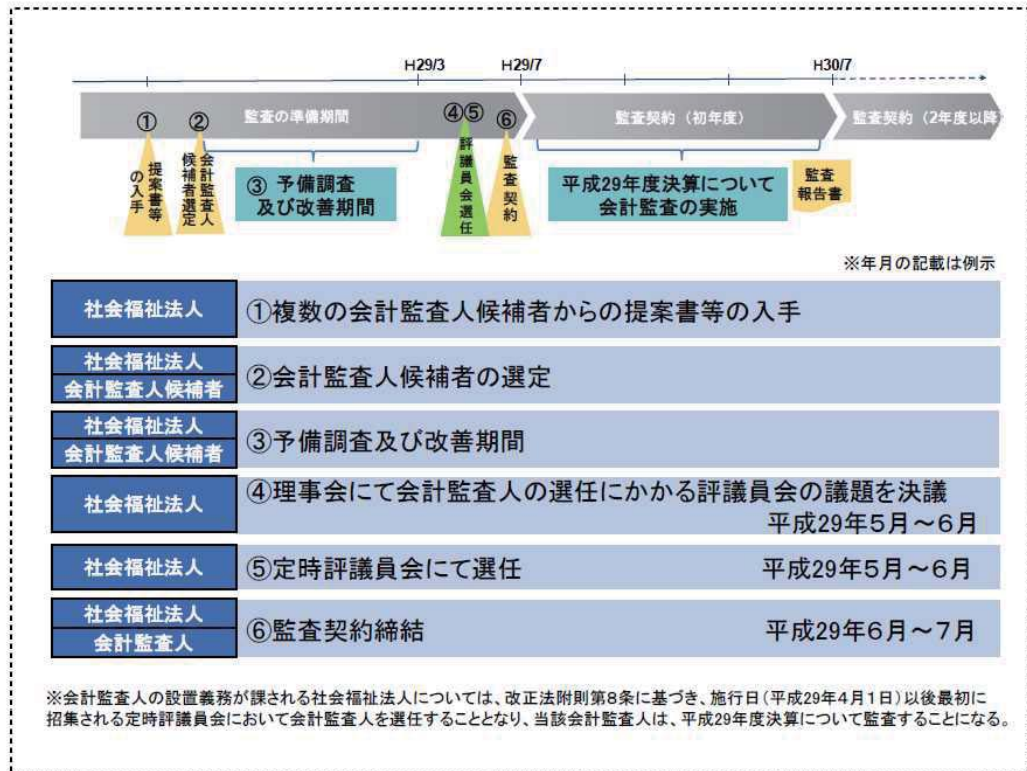 H29/3
H29/7
H30/7
監査の準備期間
監査契約（初年度）
監査契約（2年度以降）
①
②
④⑤
⑥
提案書等
の入手
会計監査人
候補者選定
③ 予備調査
及び改善期間
評議員会選任
監査契約
平成29年度決算について
会計監査の実施
監査
報告書
※年月の記載は例示
社会福祉法人
①複数の会計監査人候補者からの提案書等の入手
社会福祉法人
会計監査人候補者
②会計監査人候補者の選定
社会福祉法人
会計監査人候補者
③予備調査及び改善期間
社会福祉法人
④理事会にて会計監査人の選任にかかる評議員会の議題を決議
平成29年５月～６月
社会福祉法人
⑤定時評議員会にて選任
平成29年５月～６月
社会福祉法人
会計監査人
⑥監査契約締結
平成29年６月～７月
※会計監査人の設置義務が課される社会福祉法人については、改正法附則第８条に基づき、施行日（平成29年４月１日）以後最初に
招集される定時評議員会において会計監査人を選任することとなり、当該会計監査人は、平成29年度決算について監査することになる。